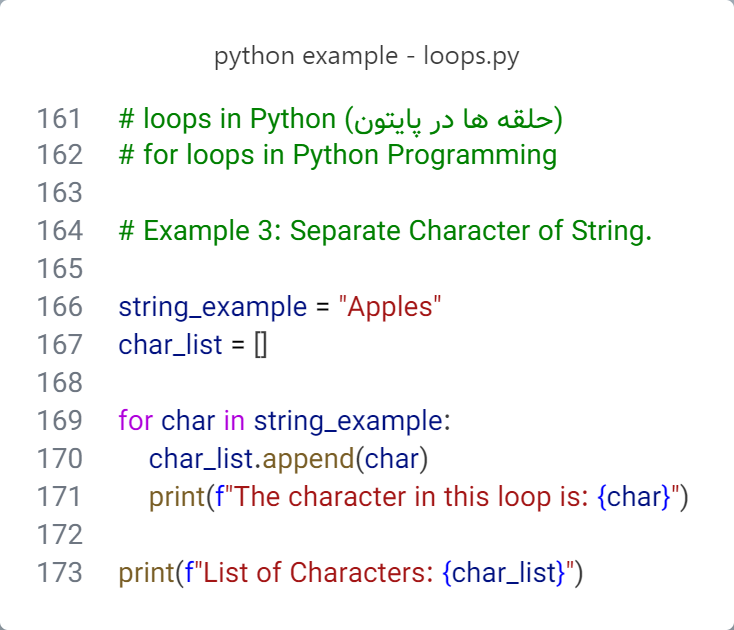 python example - loops.py
161 # loops in Python (حلقه ها در پایتون)
162 # for loops in Python Programming
163
164 # Example 3: Separate Character of String.
165
166 string_example = "Apples"
167 char_list = []
168
169 for char in string_example:
170     char_list.append(char)
171     print(f"The character in this loop is: {char}")
172
173 print(f"List of Characters: {char_list}")